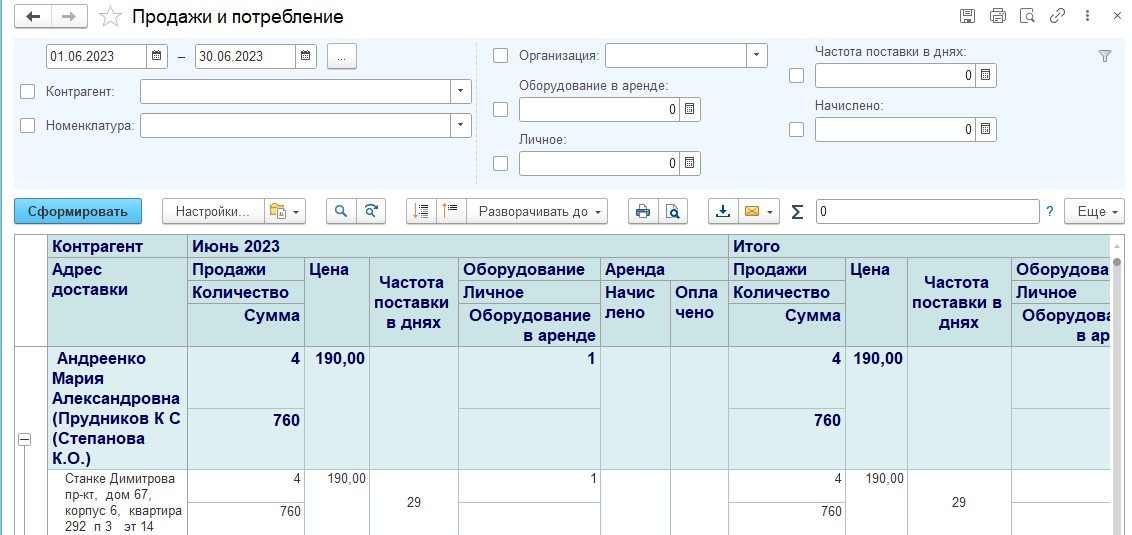 Продажи и потребление
01.06.2023 – 30.06.2023 ...
Контрагент:
Номенклатура:
Организация:
Оборудование в аренде:
0
Личное:
0
Частота поставки в днях:
0
Начислено:
0
Сформировать Настройки... Разворачивать до Σ 0 ? Еще
Контрагент Июнь 2023 Итого
Адрес доставки Продажи Цена Частота поставки в днях Оборудование Аренда Продажи Цена Частота поставки в днях Оборудова
Количество Личное Начис лено Опла чено Количество Личное
Сумма Оборудование в аренде Сумма Оборудова в ар
Андреенко 4 190,00 1 4 190,00
Мария
Александровна
(Прудников К С 760 760
(Степанова
К.О.)
Станке Димитрова 4 190,00 1 4 190,00
пр-кт, дом 67,
корпус 6, квартира 760 29 760 29
292 п 3 эт 14